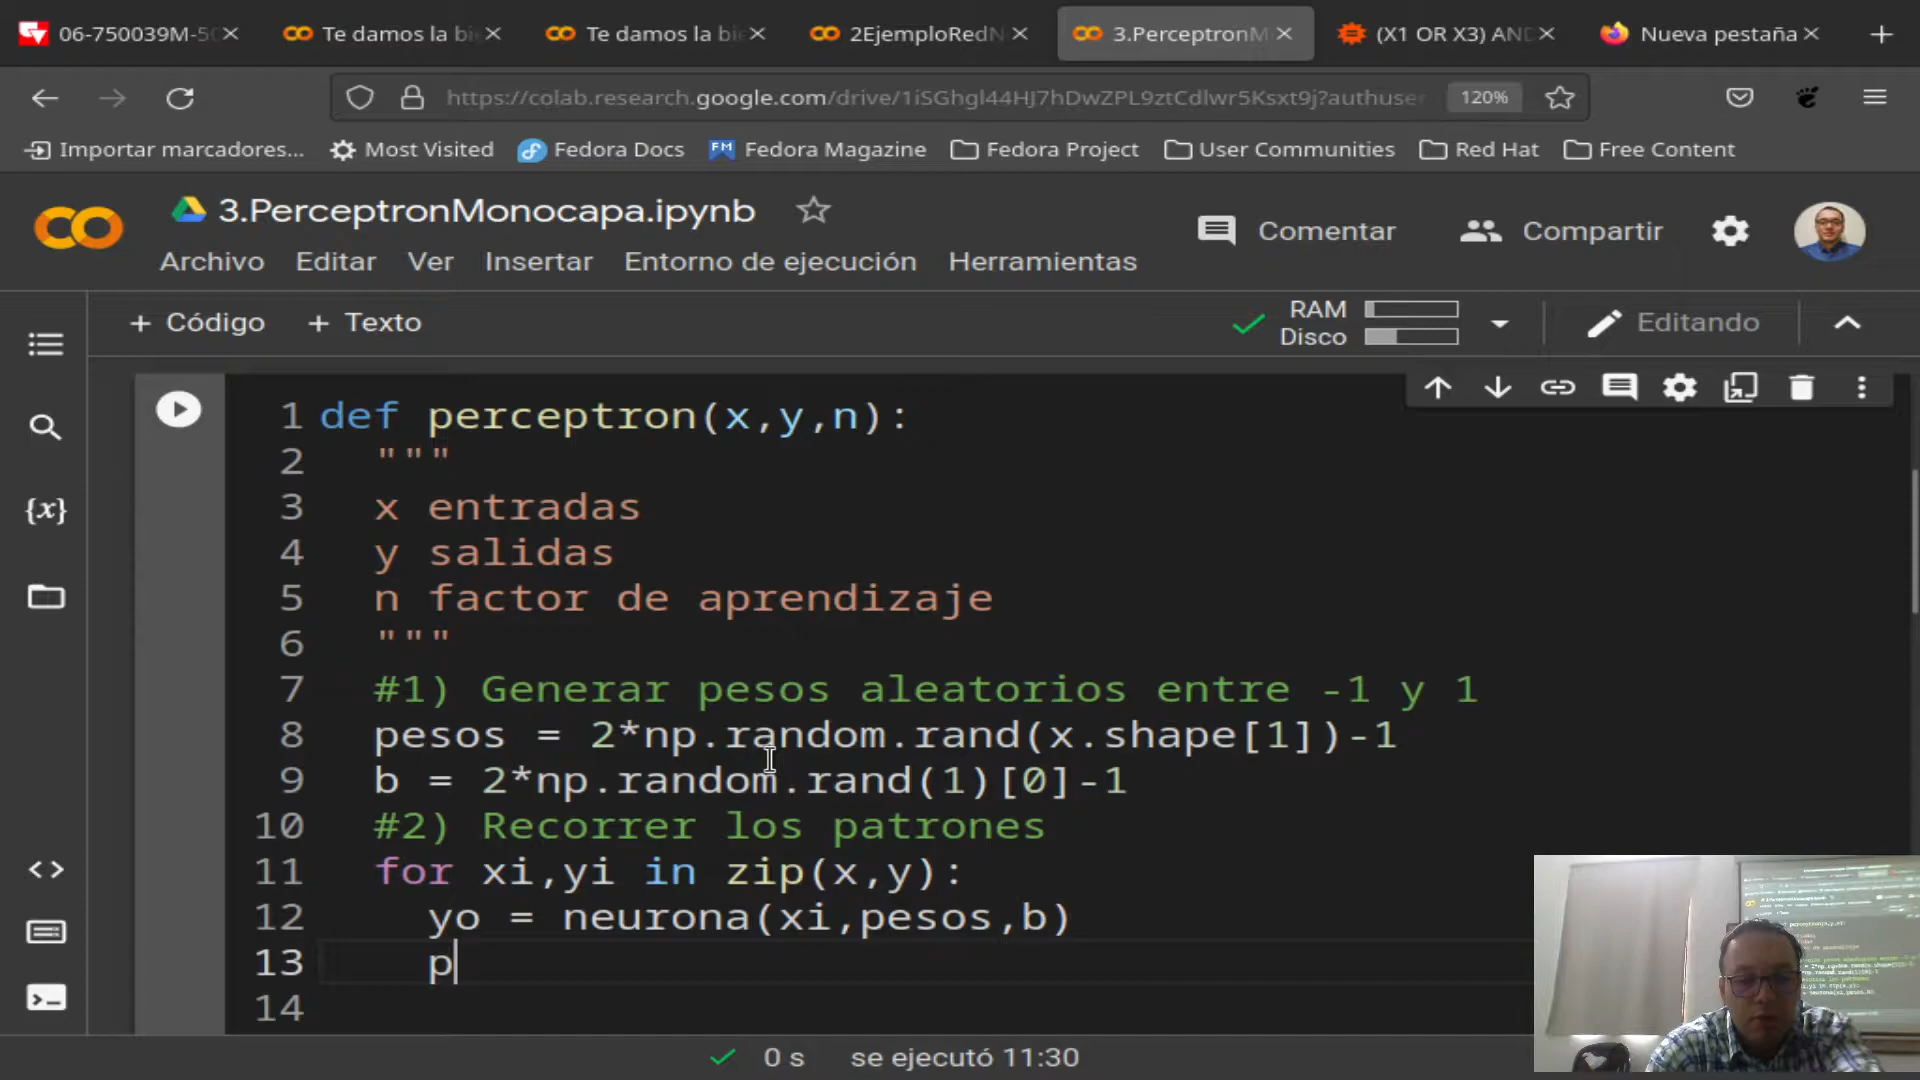 06-750039M-50
Te damos la bie
Te damos la bie
2EjemploRedN
3.PerceptronM
(X1 OR X3) AND
Nueva pestaña
https://colab.research.google.com/drive/1iSGhgl44HJ7hDwZPL9ztCdlwr5Ksxt9j?authuser
120%
Importar marcadores...
Most Visited
Fedora Docs
FM
Fedora Magazine
Fedora Project
User Communities
Red Hat
Free Content
3.PerceptronMonocapa.ipynb
Comentar
Compartir
Archivo
Editar
Ver
Insertar
Entorno de ejecución
Herramientas
+ Código
+ Texto
RAM
Disco
Editando
1 def perceptron(x,y,n):
2 """
3 x entradas
4 y salidas
5 n factor de aprendizaje
6 """
7 #1) Generar pesos aleatorios entre -1 y 1
8 pesos = 2*np.random.rand(x.shape[1])-1
9 b = 2*np.random.rand(1)[0]-1
10 #2) Recorrer los patrones
11 for xi,yi in zip(x,y):
12 yo = neurona(xi,pesos,b)
13 p
14
{x}
0 s
se ejecutó 11:30